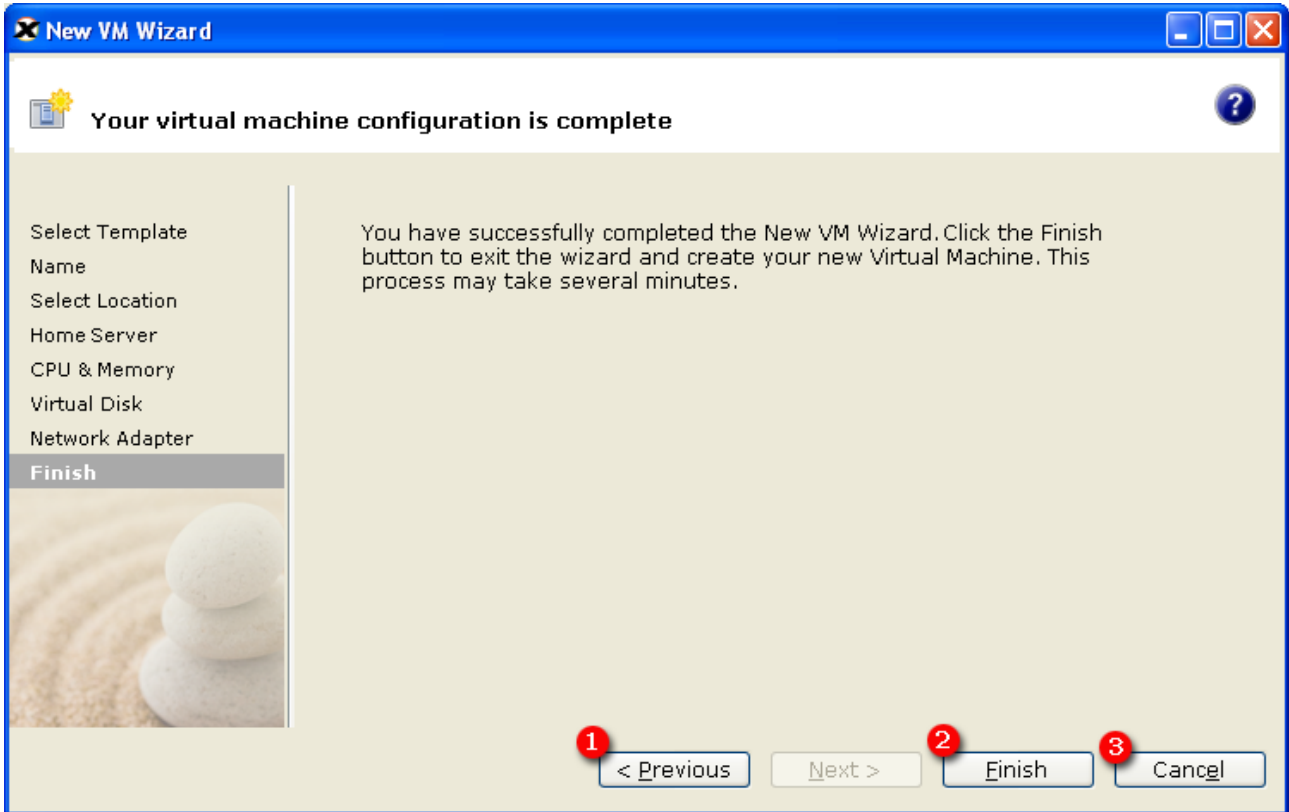 New VM Wizard
?
Your virtual machine configuration is complete
Select Template
Name
Select Location
Home Server
CPU & Memory
Virtual Disk
Network Adapter
Finish
You have successfully completed the New VM Wizard. Click the Finish
button to exit the wizard and create your new Virtual Machine. This
process may take several minutes.
1 < Previous Next > 2 Finish 3 Cancel